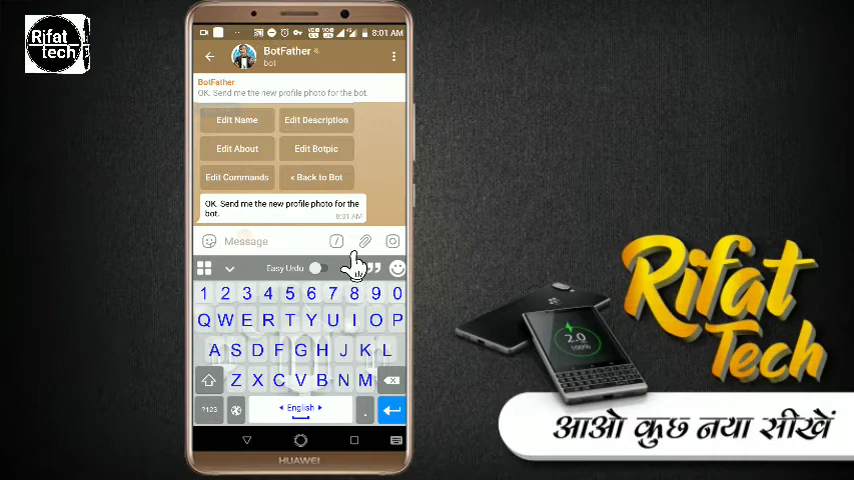 Rifat
tech
8:01 AM
BotFather
bot
BotFather
OK. Send me the new profile photo for the bot.
Edit Name
Edit Description
Edit About
Edit Botpic
Edit Commands
< Back to Bot
OK. Send me the new profile photo for the
bot.
8:01 AM
Message
Easy Urdu
1 2 3 4 5 6 7 8 9 0
Q W E R T Y U I O P
A S D F G H J K L
Z X C V B N M
?123
English
.
HUAWEI
2.0
100%
Rifat
Tech
आओ कुछ नया सीखें